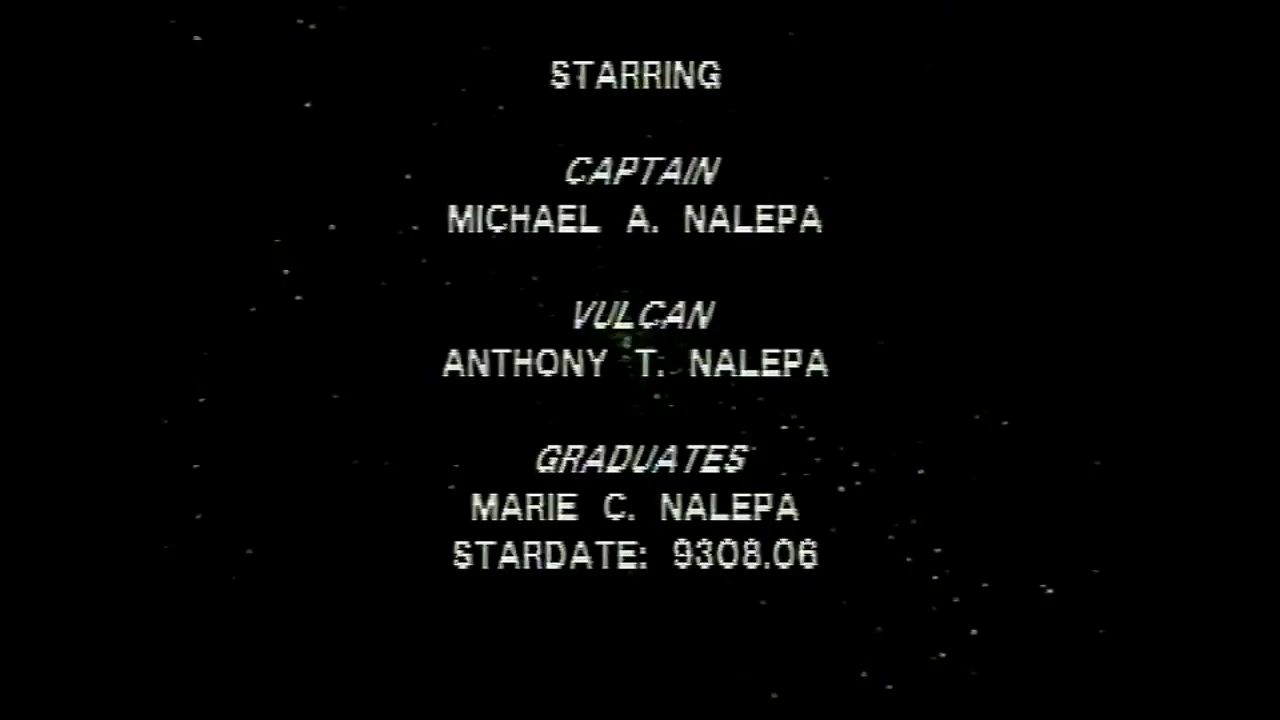 STARRING
CAPTAIN
MICHAEL A. NALEPA
VULCAN
ANTHONY T. NALEPA
GRADUATES
MARIE C. NALEPA
STARDATE: 9308.06